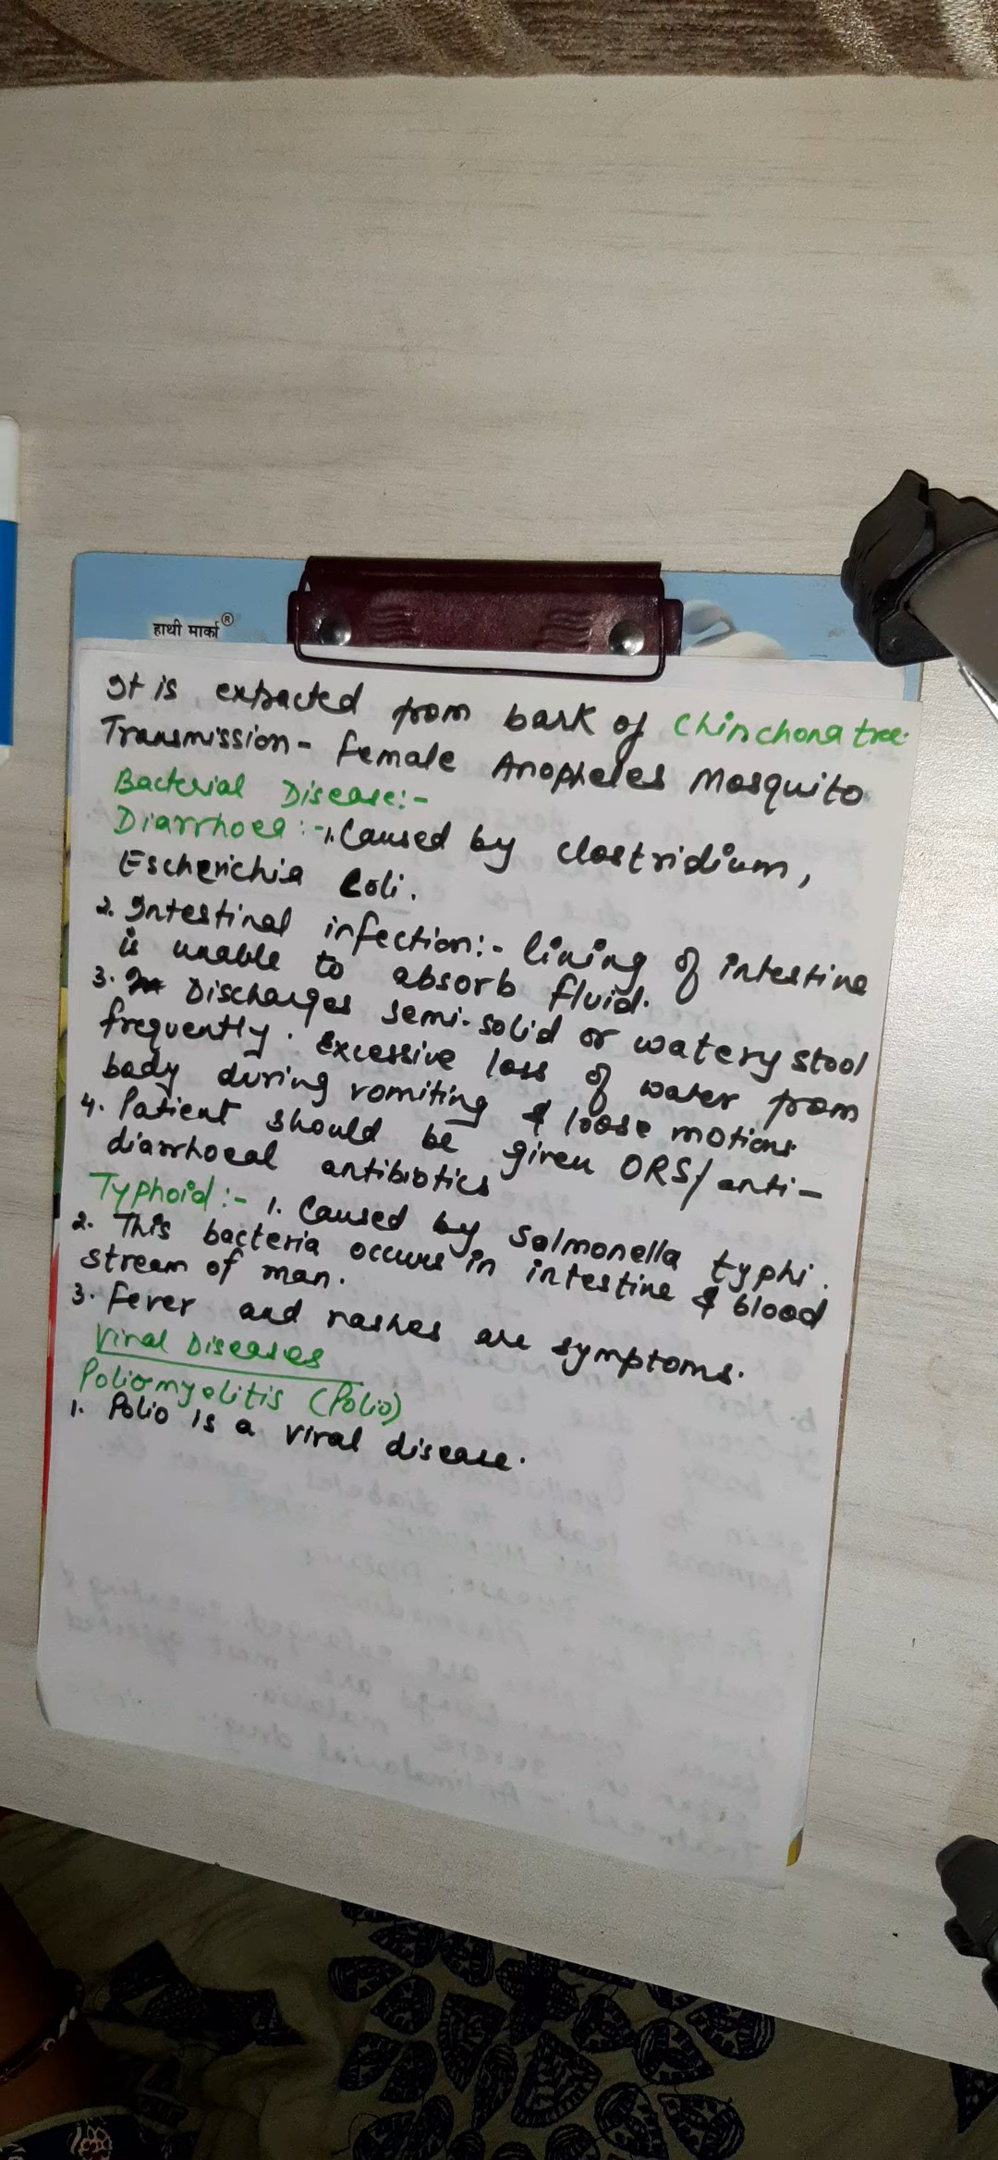 हाथी मार्का®
It is extracted from bark of Chinchona tree.
Transmission- female Anopheles Mosquito
Bacterial Disease:-
Diarrhoea:- 1. Caused by clostridium,
Escherichia Coli.
2. Intestinal infection:- lining of intestine
is unable to absorb fluid.
3. Discharges semi-solid or watery stool
frequently. Excessive loss of water from
body during vomiting & loose motions
4. Patient should be given ORS/anti-
diarrhoeal antibiotics
Typhoid:- 1. Caused by Salmonella typhi.
2. This bacteria occurs in intestine & blood
stream of man.
3. Fever and rashes are symptoms.
Viral Diseases
Poliomyelitis (Polio)
1. Polio is a viral disease.